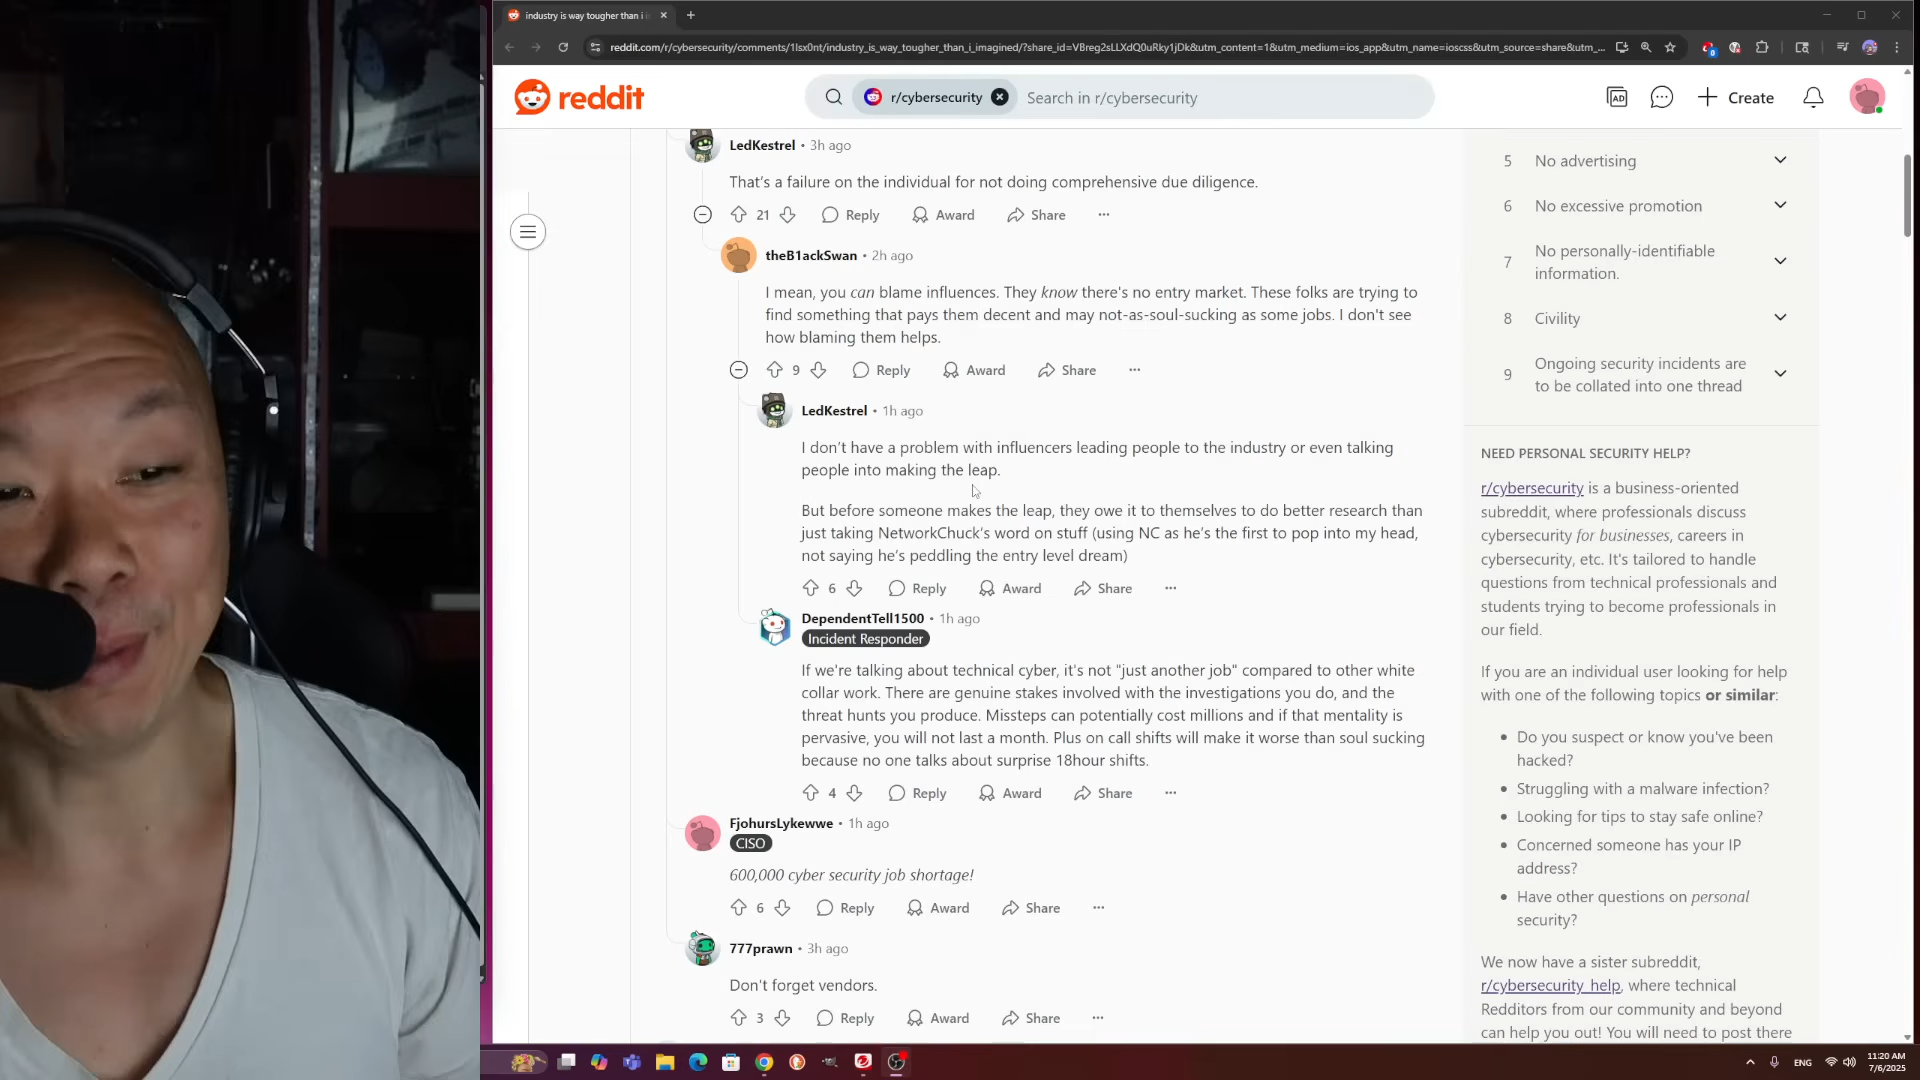 industry is way tougher than i i
reddit.com/r/cybersecurity/comments/1lsx0nt/industry_is_way_tougher_than_i_imagined/?share_id=VBreg2sLLXdQ0uRky1jDk&utm_content=1&utm_medium=ios_app&utm_name=ioscss&utm_source=share&utm_...
reddit
r/cybersecurity
Search in r/cybersecurity
AD
Create
LedKestrel • 3h ago
That's a failure on the individual for not doing comprehensive due diligence.
21 Reply Award Share
theB1ackSwan • 2h ago
I mean, you can blame influences. They know there's no entry market. These folks are trying to
find something that pays them decent and may not-as-soul-sucking as some jobs. I don't see
how blaming them helps.
9 Reply Award Share
LedKestrel • 1h ago
I don't have a problem with influencers leading people to the industry or even talking
people into making the leap.
But before someone makes the leap, they owe it to themselves to do better research than
just taking NetworkChuck's word on stuff (using NC as he's the first to pop into my head,
not saying he's peddling the entry level dream)
6 Reply Award Share
DependentTell1500 • 1h ago
Incident Responder
If we're talking about technical cyber, it's not "just another job" compared to other white
collar work. There are genuine stakes involved with the investigations you do, and the
threat hunts you produce. Missteps can potentially cost millions and if that mentality is
pervasive, you will not last a month. Plus on call shifts will make it worse than soul sucking
because no one talks about surprise 18hour shifts.
4 Reply Award Share
FjohursLykewwe • 1h ago
CISO
600,000 cyber security job shortage!
6 Reply Award Share
777prawn • 3h ago
Don't forget vendors.
3 Reply Award Share
5 No advertising
6 No excessive promotion
7 No personally-identifiable
information.
8 Civility
9 Ongoing security incidents are
to be collated into one thread
NEED PERSONAL SECURITY HELP?
r/cybersecurity is a business-oriented
subreddit, where professionals discuss
cybersecurity for businesses, careers in
cybersecurity, etc. It's tailored to handle
questions from technical professionals and
students trying to become professionals in
our field.
If you are an individual user looking for help
with one of the following topics or similar:
• Do you suspect or know you've been
hacked?
• Struggling with a malware infection?
• Looking for tips to stay safe online?
• Concerned someone has your IP
address?
• Have other questions on personal
security?
We now have a sister subreddit,
r/cybersecurity_help, where technical
Redditors from our community and beyond
can help you out! You will need to post there
ENG
11:20 AM
7/6/2025